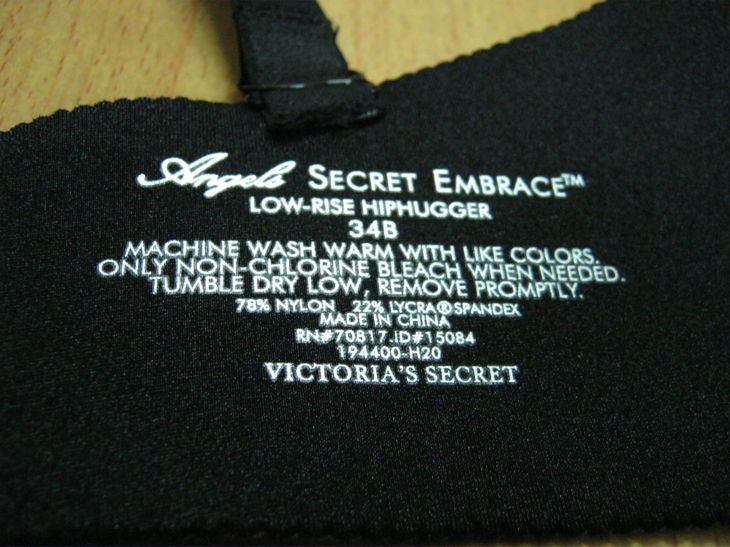 Angels SECRET EMBRACE™
LOW-RISE HIPHUGGER
34B
MACHINE WASH WARM WITH LIKE COLORS.
ONLY NON-CHLORINE BLEACH WHEN NEEDED.
TUMBLE DRY LOW, REMOVE PROMPTLY.
78% NYLON 22% LYCRA®SPANDEX
MADE IN CHINA
RN#70817.ID#15084
194400-H20
VICTORIA'S SECRET